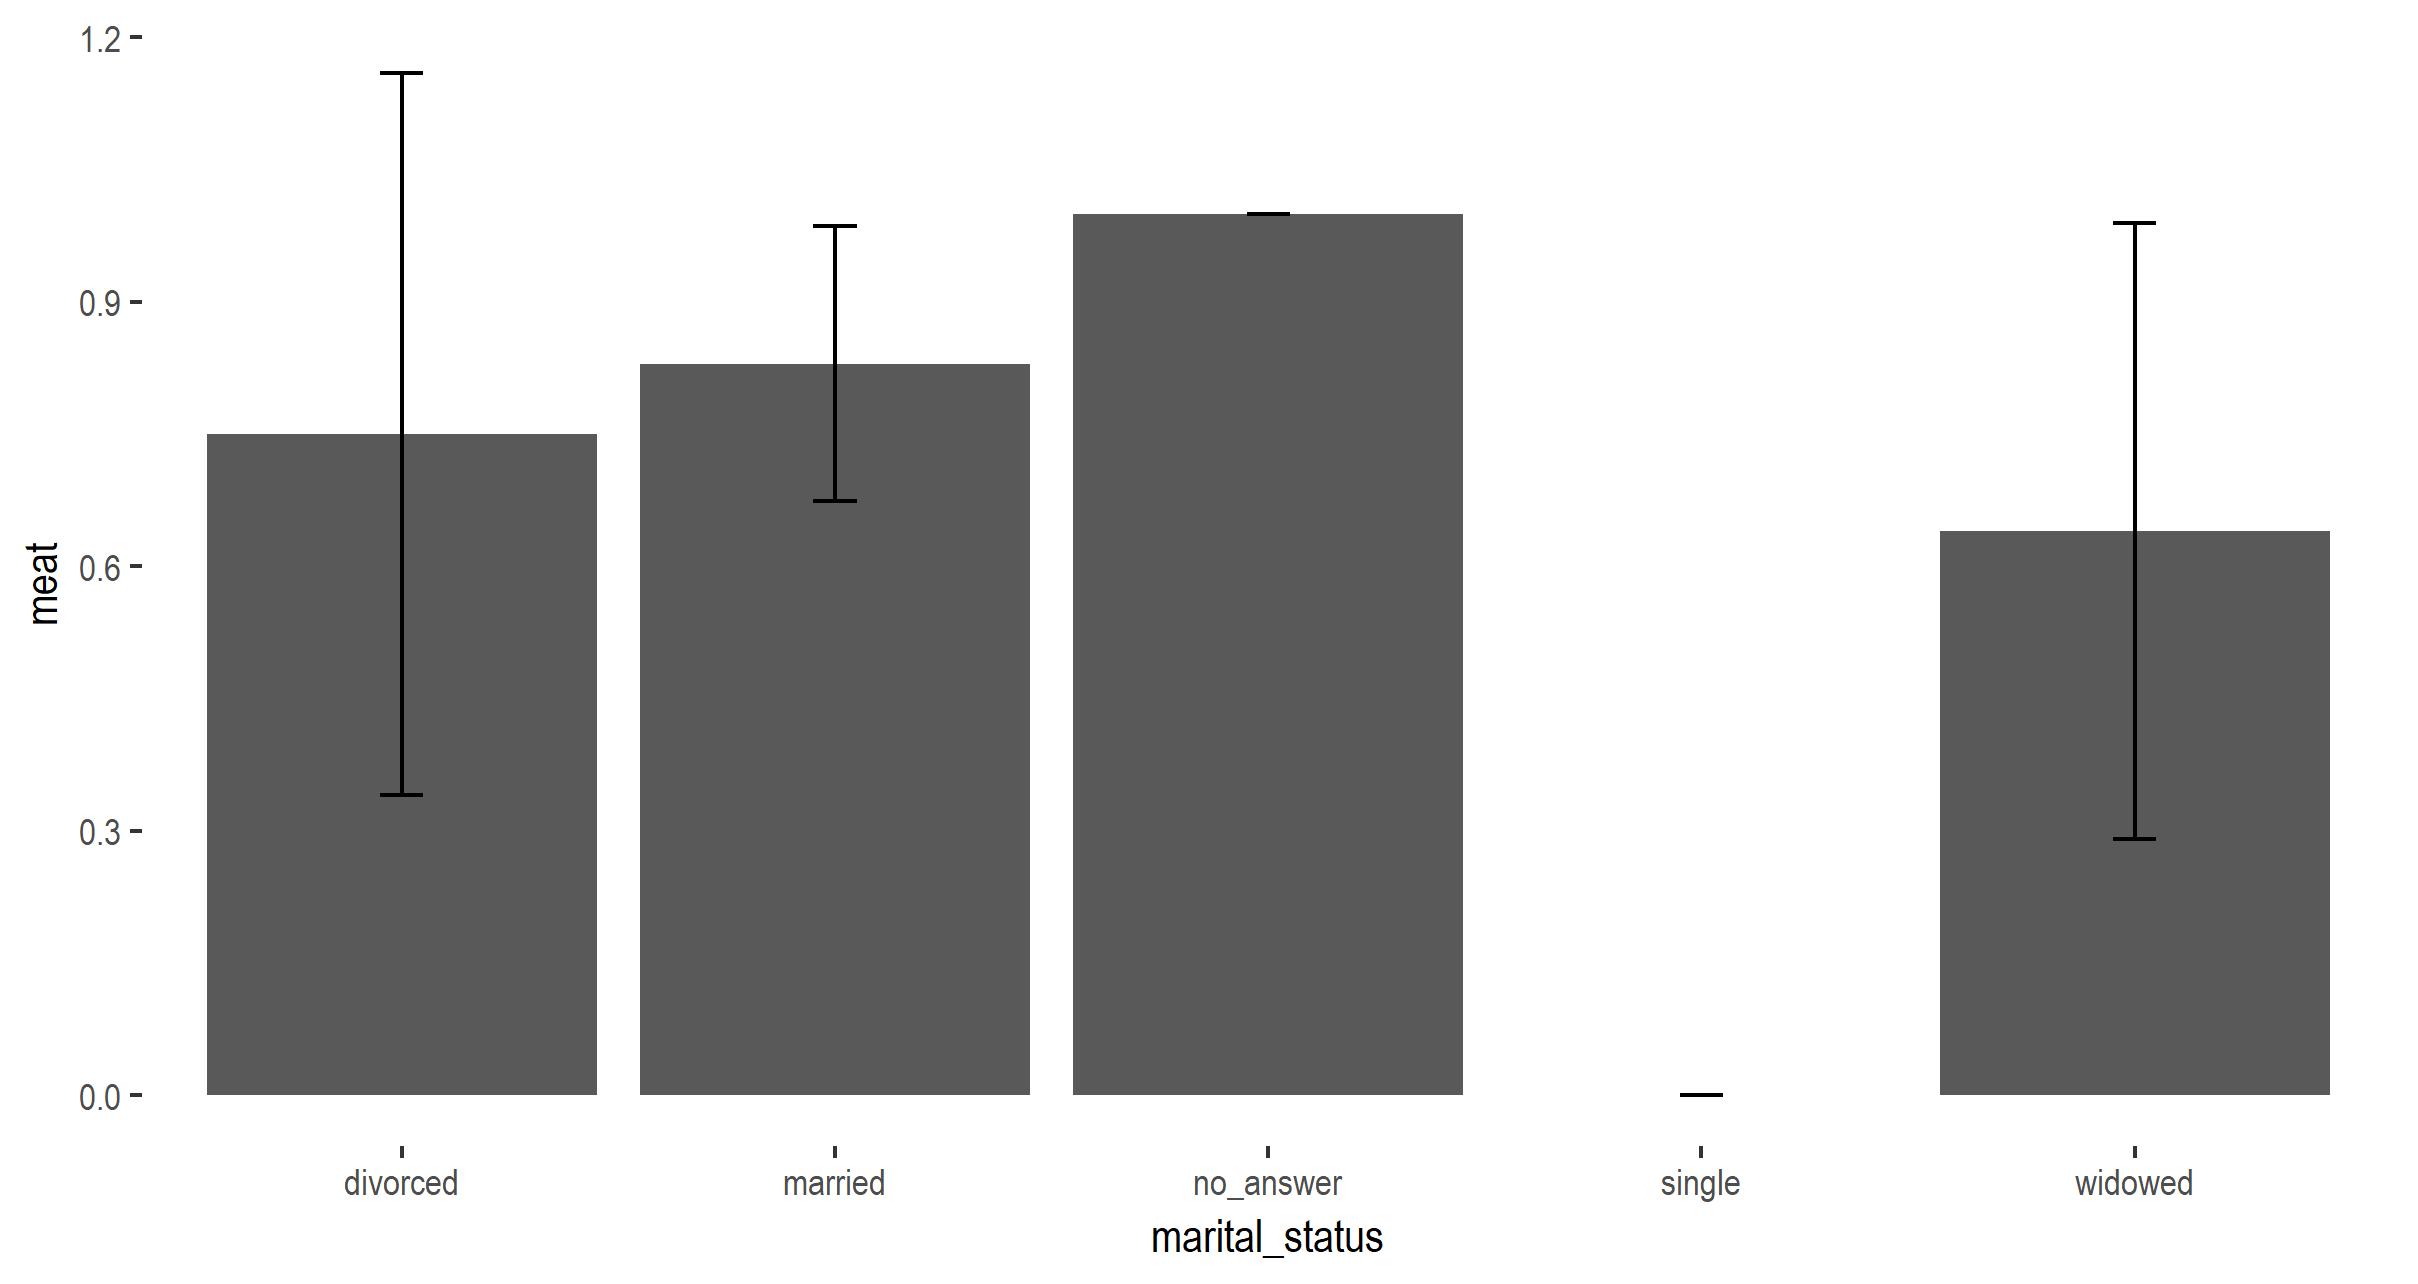 1.2
0.9
0.6
0.3
0.0
meat
divorced
married
no_answer
single
widowed
marital_status